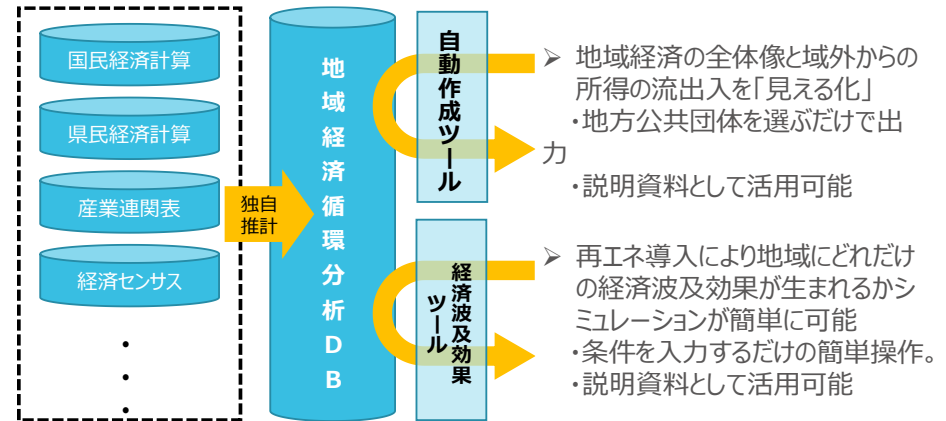 国民経済計算
県民経済計算
産業連関表
経済センサス
・
・
・
独自
推計
地域経済循環分析DB
自動作成ツール
➢ 地域経済の全体像と域外からの
所得の流出入を「見える化」
・地方公共団体を選ぶだけで出
力
・説明資料として活用可能
経済波及効果
ツール
➢ 再エネ導入により地域にどれだけ
の経済波及効果が生まれるかシ
ミュレーションが簡単に可能
・条件を入力するだけの簡単操作。
・説明資料として活用可能